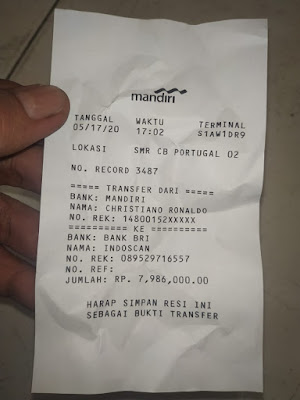 mandiri
TANGGAL WAKTU TERMINAL
05/17/20 17:02 S1AW1DR9
LOKASI SMR CB PORTUGAL 02
NO. RECORD 3487
===== TRANSFER DARI =====
BANK: MANDIRI
NAMA: CHRISTIANO RONALDO
NO. REK: 14800152XXXXX
========== KE ==========
BANK: BANK BRI
NAMA: INDOSCAN
NO. REK: 089529716557
NO. REF:
JUMLAH: RP. 7,986,000.00
HARAP SIMPAN RESI INI
SEBAGAI BUKTI TRANSFER